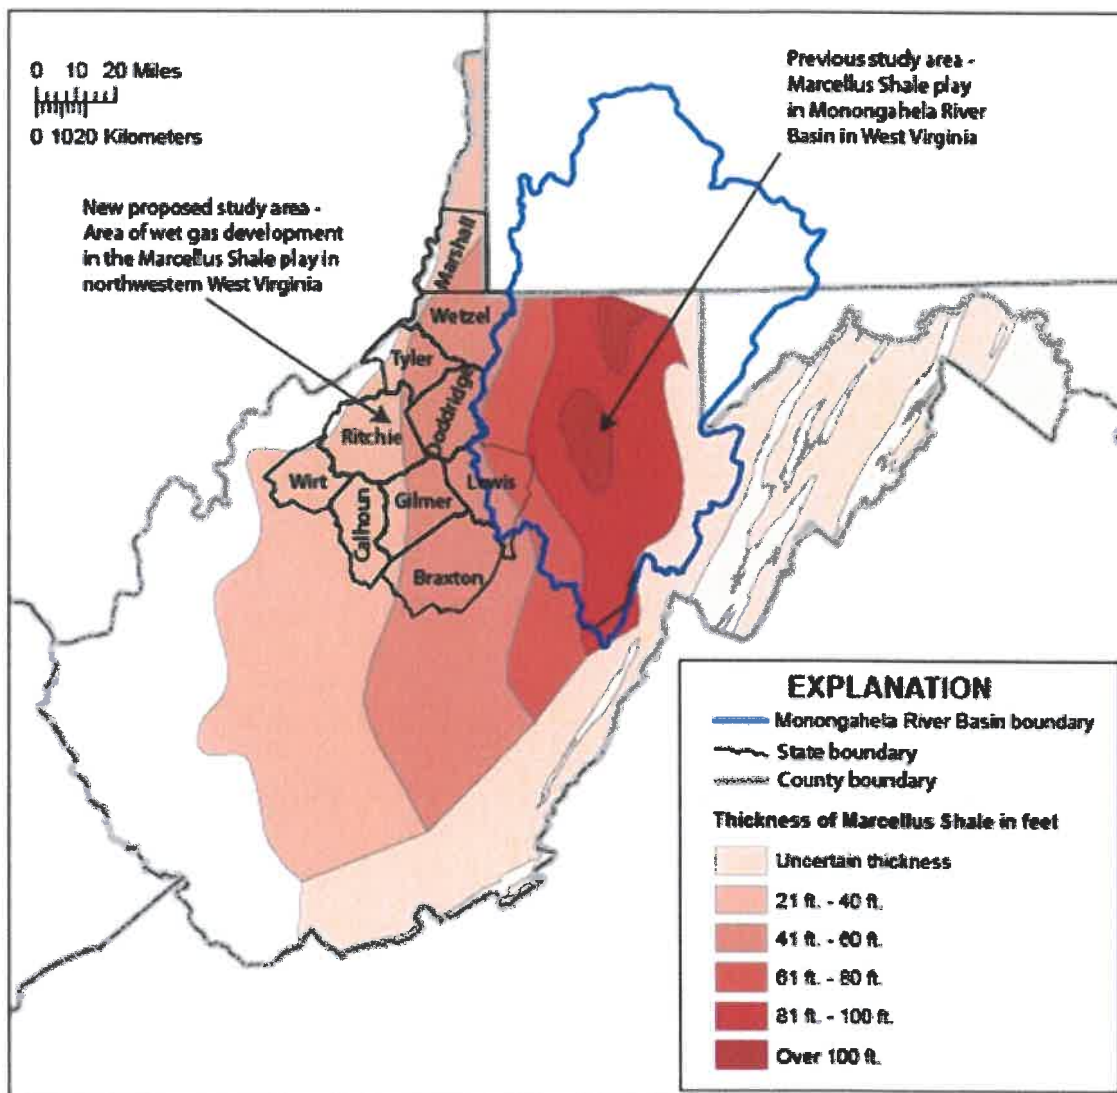 0 10 20 Miles
0 1020 Kilometers
Previous study area -
Marcellus Shale play
in Monongahela River
Basin in West Virginia
New proposed study area -
Area of wet gas development
in the Marcellus Shale play in
northwestern West Virginia
Marshall
Wetzel
Tyler
Doddridge
Ritchie
Wirt
Calhoun
Gilmer
Lewis
Braxton
EXPLANATION
Monongahela River Basin boundary
State boundary
County boundary
Thickness of Marcellus Shale in feet
Uncertain thickness
21 ft. - 40 ft.
41 ft. - 60 ft.
61 ft. - 80 ft.
81 ft. - 100 ft.
Over 100 ft.